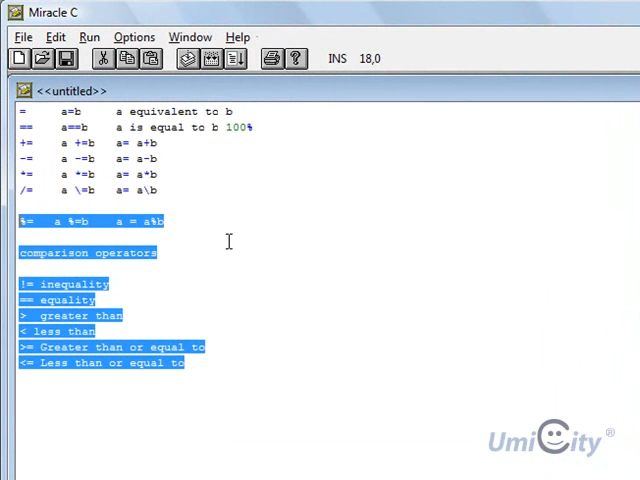 Miracle C
File Edit Run Options Window Help
INS 18,0
<<untitled>>
= a=b a equivalent to b
== a==b a is equal to b 100%
+= a +=b a= a+b
-= a -=b a= a-b
*= a *=b a= a*b
/= a \=b a= a\b
%= a %=b a = a%b
comparison operators
!= inequality
== equality
> greater than
< less than
>= Greater than or equal to
<= Less than or equal to
UmiCity ®